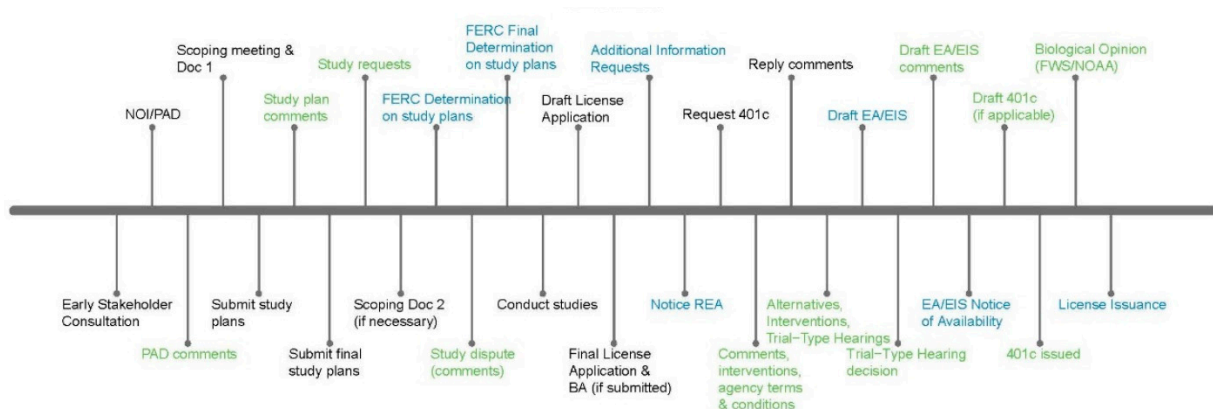 NOI/PAD
Scoping meeting &
Doc 1
Study plan
comments
Study requests
FERC Determination
on study plans
FERC Final
Determination
on study plans
Draft License
Application
Additional Information
Requests
Request 401c
Reply comments
Draft EA/EIS
Draft EA/EIS
comments
Draft 401c
(if applicable)
Biological Opinion
(FWS/NOAA)
Early Stakeholder
Consultation
PAD comments
Submit study
plans
Submit final
study plans
Scoping Doc 2
(if necessary)
Study dispute
(comments)
Conduct studies
Final License
Application &
BA (if submitted)
Notice REA
Comments,
interventions,
agency terms
& conditions
Alternatives,
Interventions,
Trial-Type Hearings
Trial-Type Hearing
decision
EA/EIS Notice
of Availability
401c issued
License Issuance